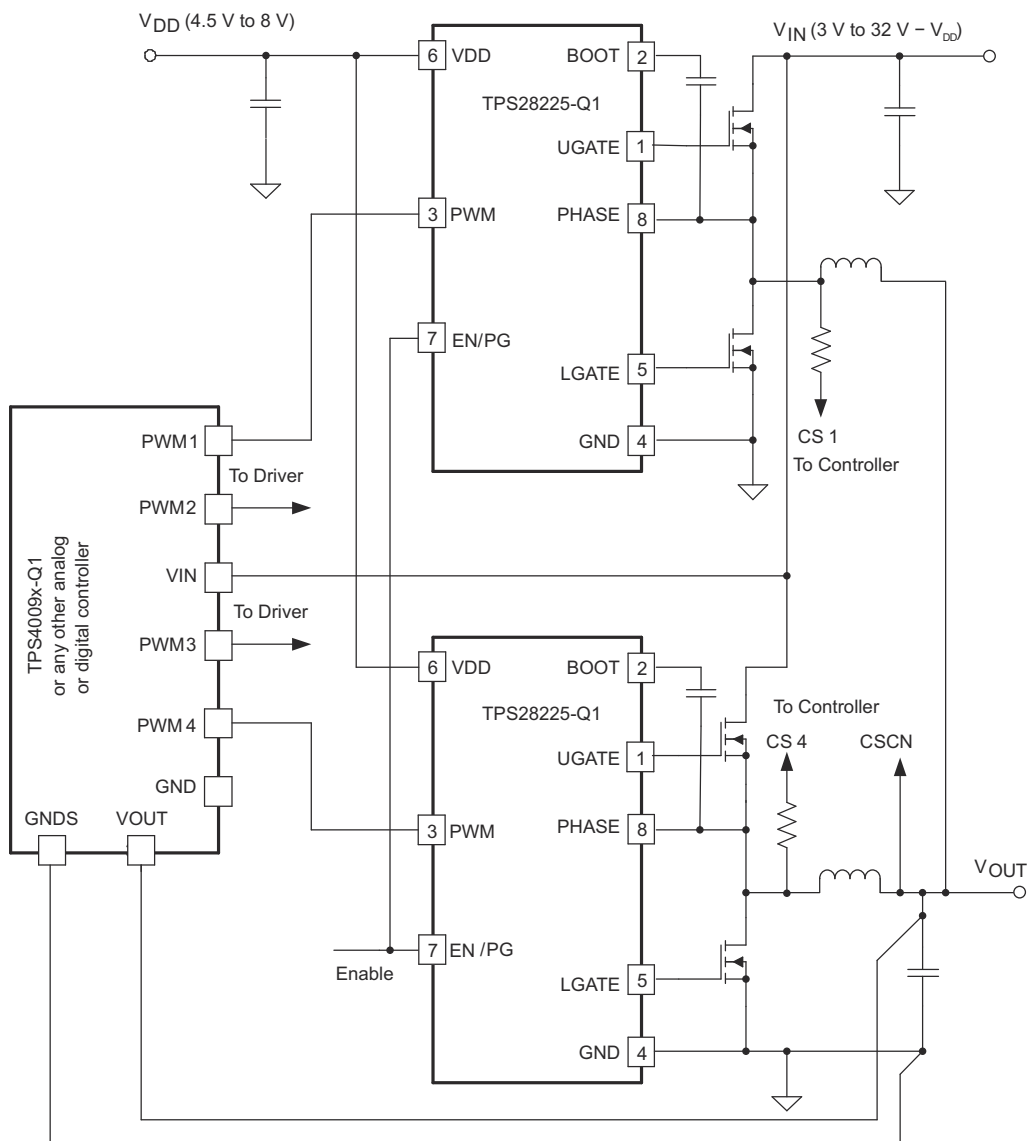 VDD (4.5 V to 8 V)
VIN (3 V to 32 V – VDD)
6 VDD
BOOT 2
TPS28225-Q1
UGATE 1
3 PWM
PHASE 8
7 EN/PG
LGATE 5
GND 4
CS 1
To Controller
PWM1
To Driver
PWM2
VIN
To Driver
PWM3
PWM4
GND
GNDS
VOUT
TPS4009x-Q1
or any other analog
or digital controller
6 VDD
BOOT 2
TPS28225-Q1
UGATE 1
3 PWM
PHASE 8
7 EN /PG
Enable
LGATE 5
GND 4
To Controller
CS 4
CSCN
VOUT